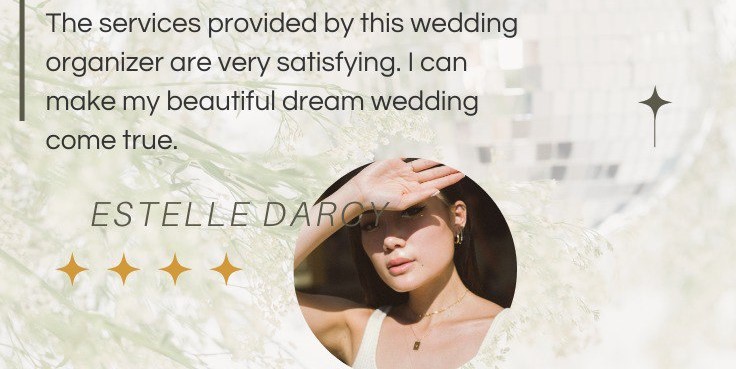 The services provided by this wedding
organizer are very satisfying. I can
make my beautiful dream wedding
come true.
ESTELLE DARCY